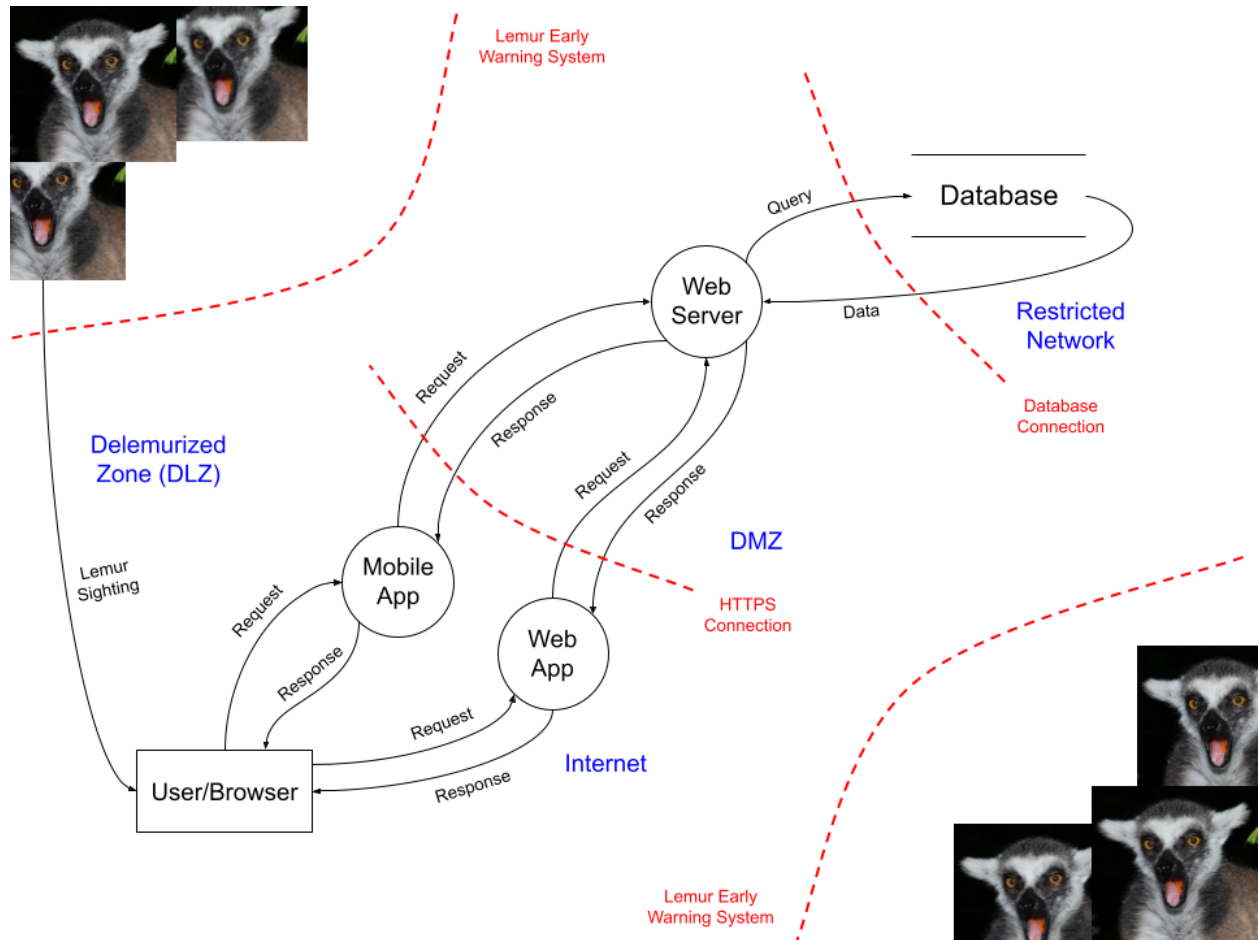 Lemur Early
Warning System
Query
Database
Web
Server
Data
Restricted
Network
Request
Response
Database
Connection
Delemurized
Zone (DLZ)
Request
Response
DMZ
Lemur
Sighting
Mobile
App
Request
HTTPS
Connection
Web
App
Response
Request
Internet
User/Browser
Response
Lemur Early
Warning System